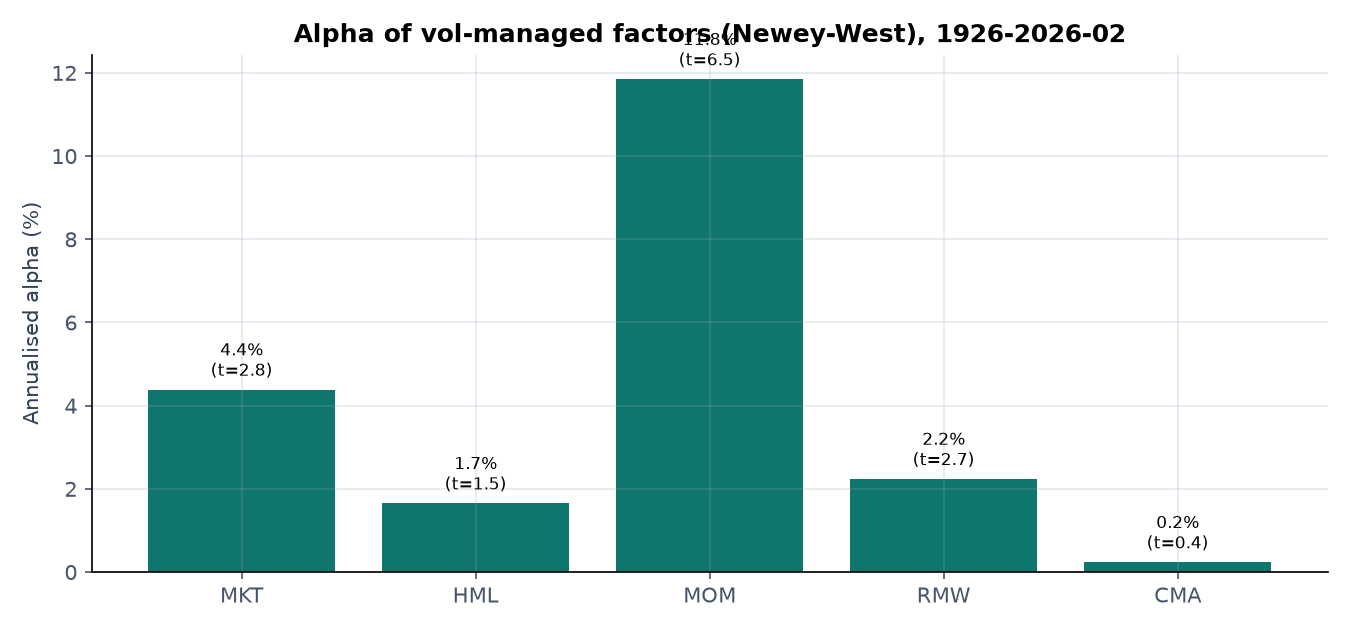 Alpha of vol-managed factors (Newey-West), 1926-2026-02
11.8%
(t=6.5)
12
10
8
6
4
2
0
Annualised alpha (%)
4.4%
(t=2.8)
1.7%
(t=1.5)
2.2%
(t=2.7)
0.2%
(t=0.4)
MKT
HML
MOM
RMW
CMA